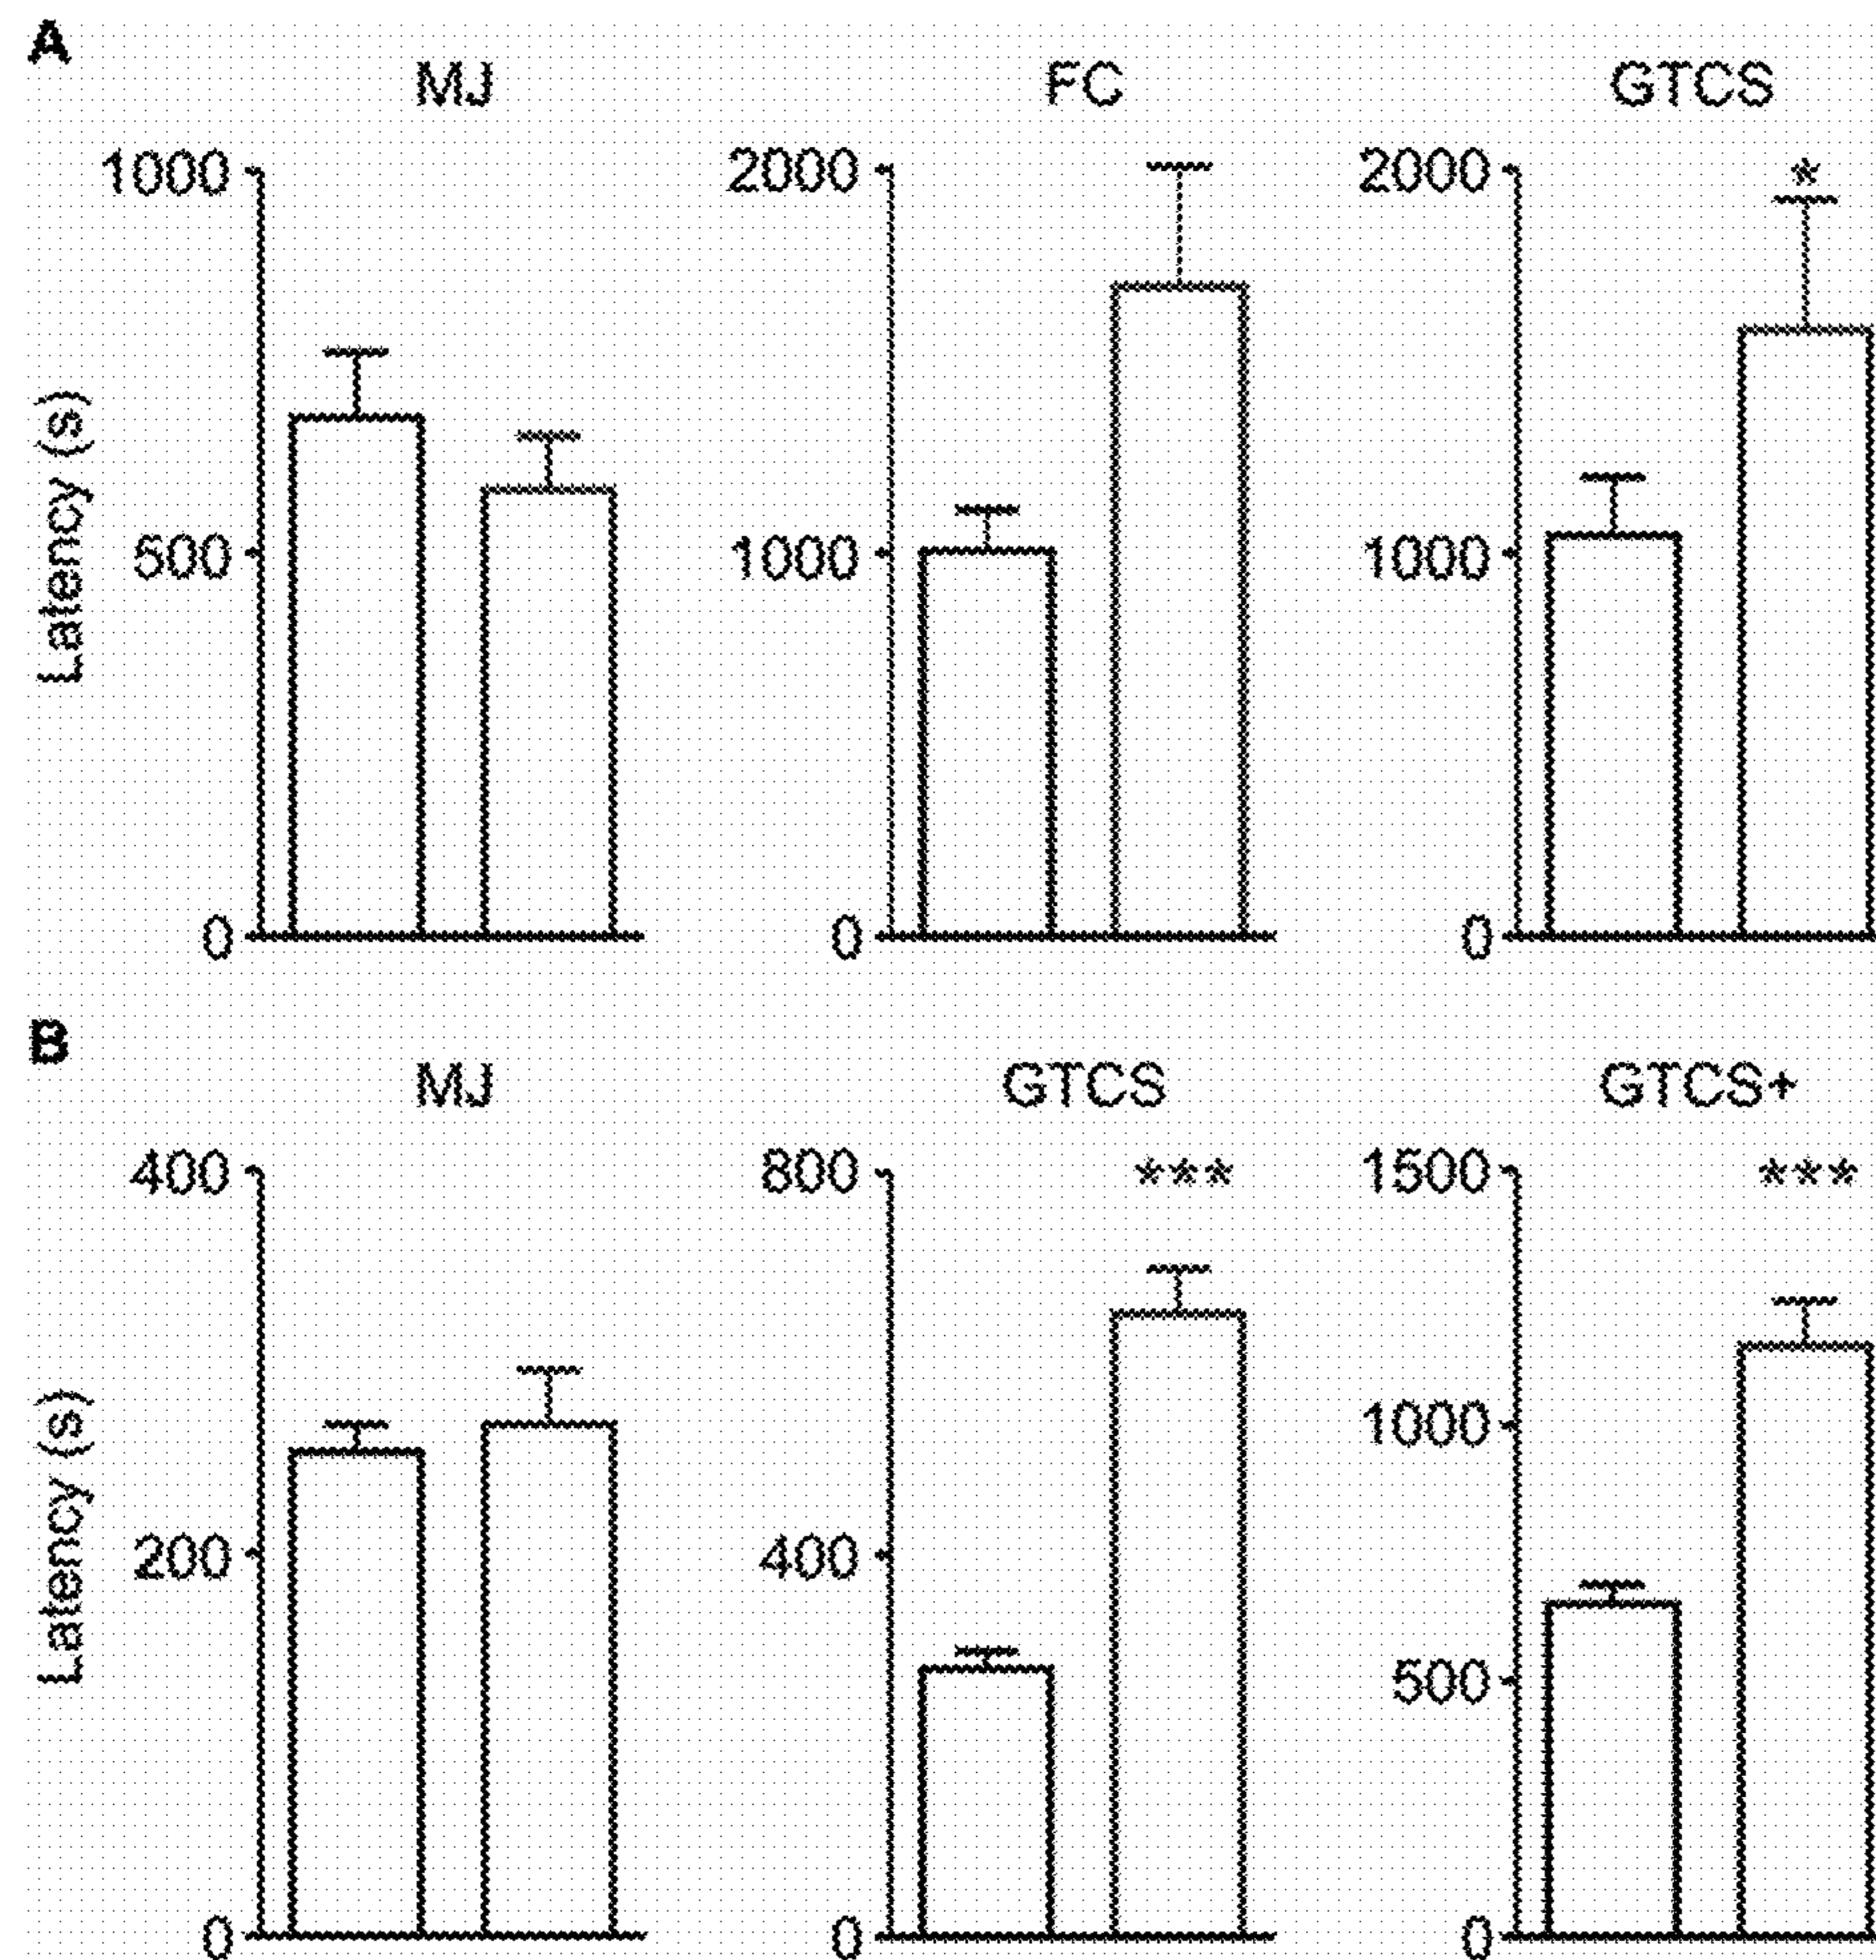 A
MJ FC GTCS
1000 2000 2000 *
Latency (s)
500 1000 1000
0 0 0
B
MJ GTCS GTCS+
400 800 *** 1500 ***
Latency (s)
1000
200 400
500
0 0 0